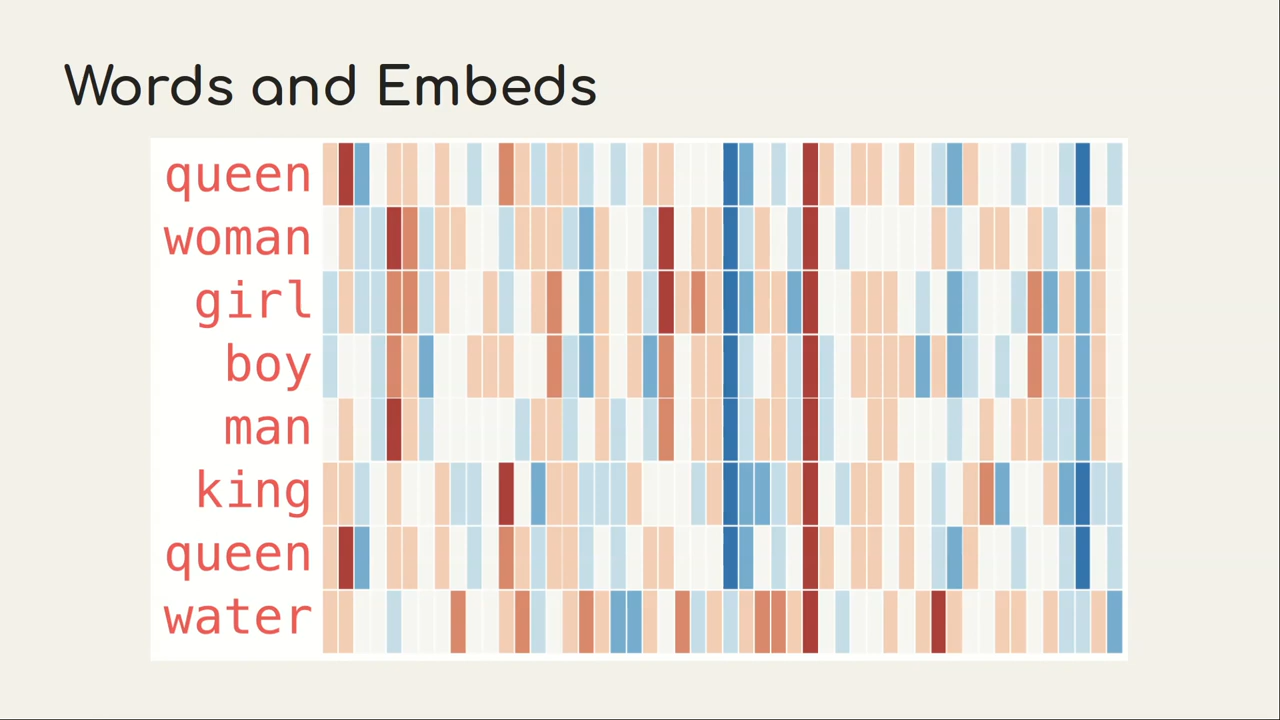 Words and Embeds
queen
woman
girl
boy
man
king
queen
water